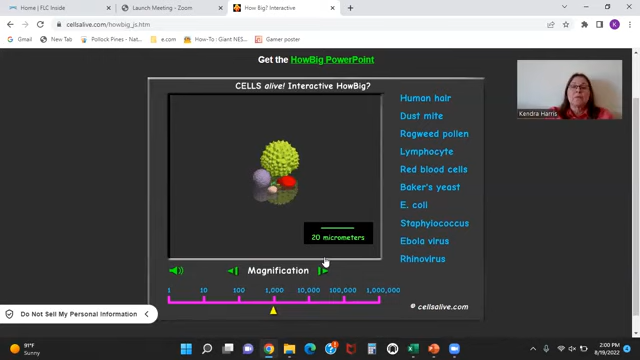 Home | FLC Inside
Launch Meeting - Zoom
How Big? Interactive
cellsalive.com/howbig_js.htm
Gmail
Pollock Pines - Nat...
e.com
How-To : Giant NES...
Gamer poster
Get the HowBig PowerPoint
CELLS alive! Interactive HowBig?
Human hair
Dust mite
Ragweed pollen
Lymphocyte
Red blood cells
Baker's yeast
E. coli
Staphylococcus
Ebola virus
Rhinovirus
20 micrometers
Magnification
1 10 100 1,000 10,000 100,000 1,000,000
© cellsalive.com
Kendra Harris
Do Not Sell My Personal Information
91°F
Sunny
2:00 PM
8/19/2022